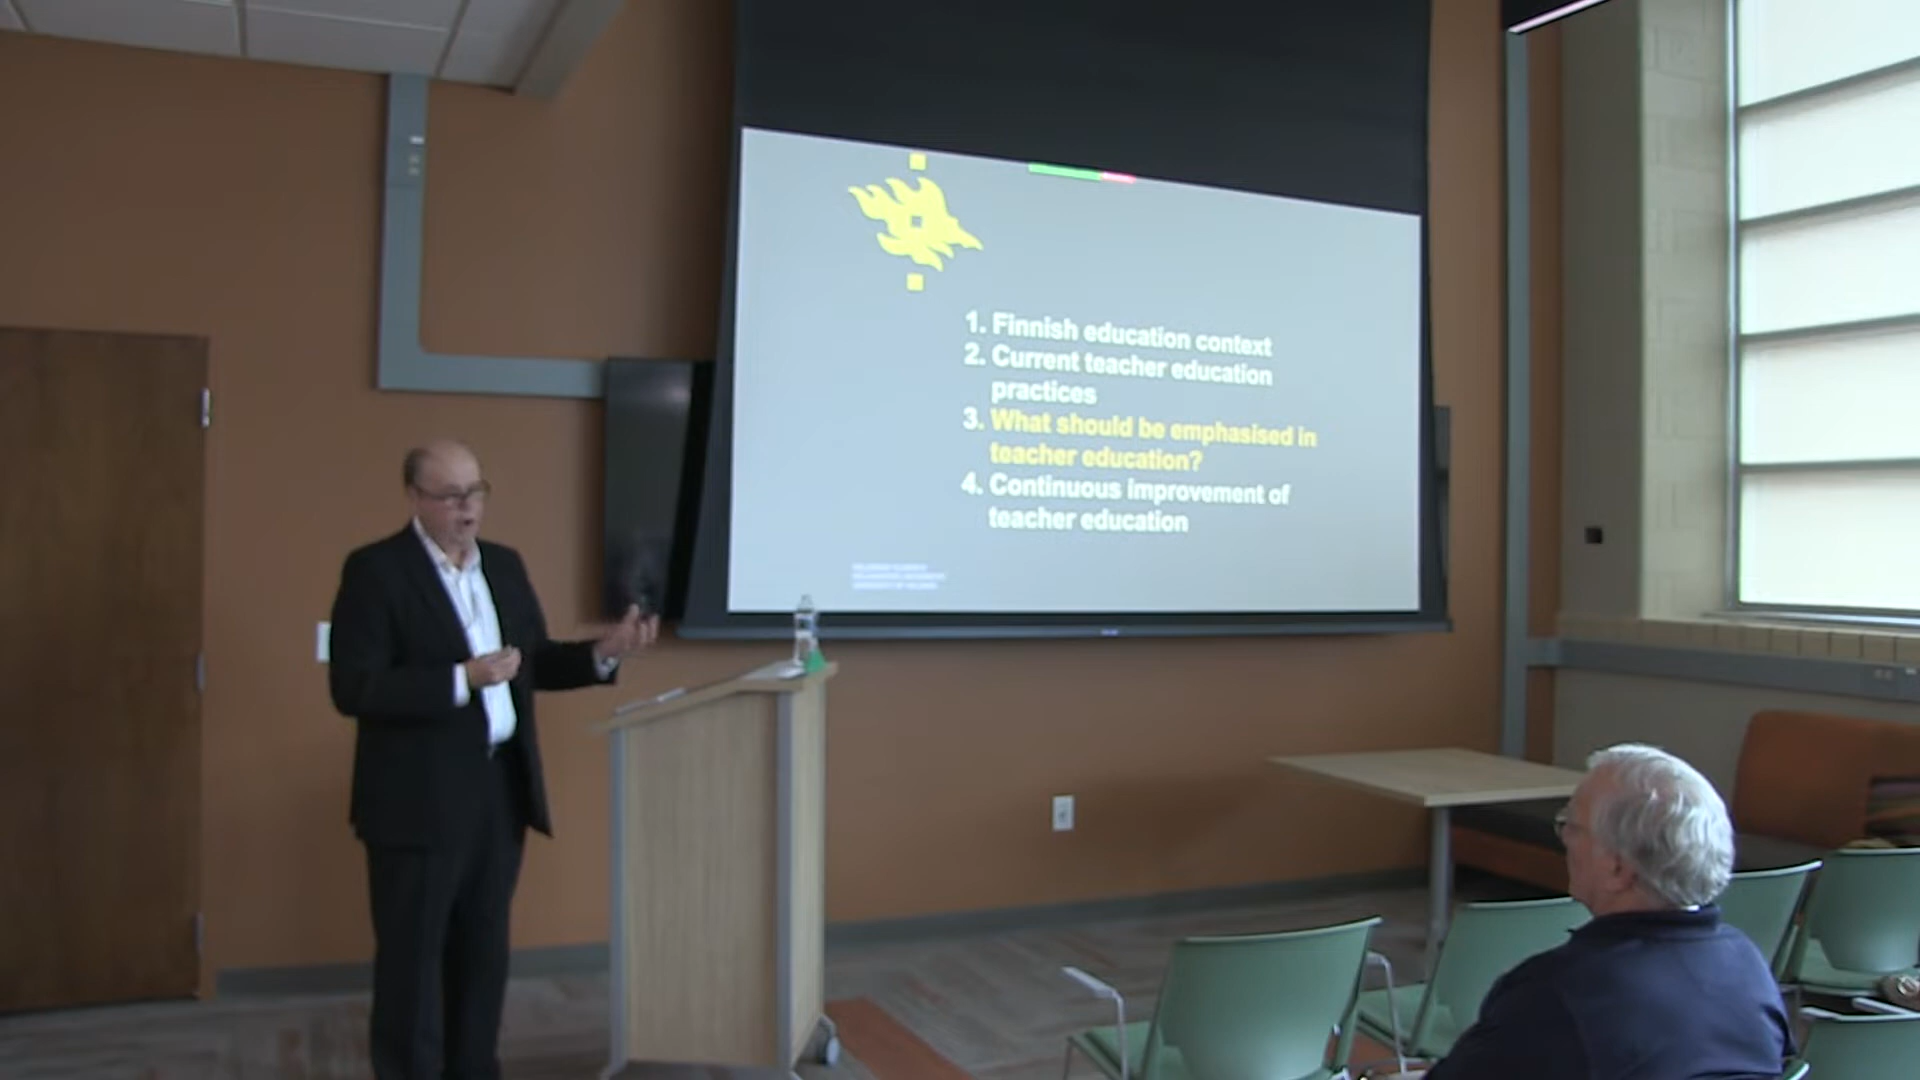 1. Finnish education context
2. Current teacher education
practices
3. What should be emphasised in
teacher education?
4. Continuous improvement of
teacher education